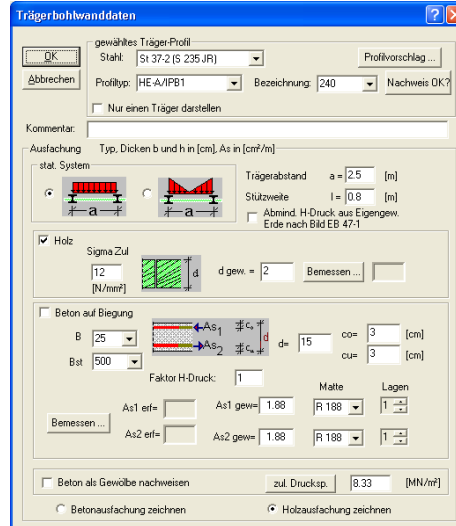 Trägerbohlwanddaten
OK
Abbrechen
gewähltes Träger-Profil
Stahl: St 37-2 (S 235 JR) Profilvorschlag ...
Profiltyp: HE-A/IPB1 Bezeichnung: 240 Nachweis OK?
Nur einen Träger darstellen
Kommentar:
Ausfachung Typ, Dicken b und h in [cm], As in [cm²/m]
stat. System
a
a
Trägerabstand a = 2.5 [m]
Stützweite l = 0.8 [m]
Abmind. H-Druck aus Eigengew.
Erde nach Bild EB 47-1
Holz
Sigma Zul
12
[N/mm²]
d
d gew. = 2 Bemessen ...
Beton auf Biegung
B 25
Bst 500
As1 co
As2 cu
d
d= 15
co= 3 [cm]
cu= 3 [cm]
Faktor H-Druck: 1
Matte Lagen
Bemessen ...
As1 erf= As1 gew= 1.88 R 188 1
As2 erf= As2 gew= 1.88 R 188 1
Beton als Gewölbe nachweisen zul. Drucksp. 8.33 [MN/m²]
Betonausfachung zeichnen Holzausfachung zeichnen